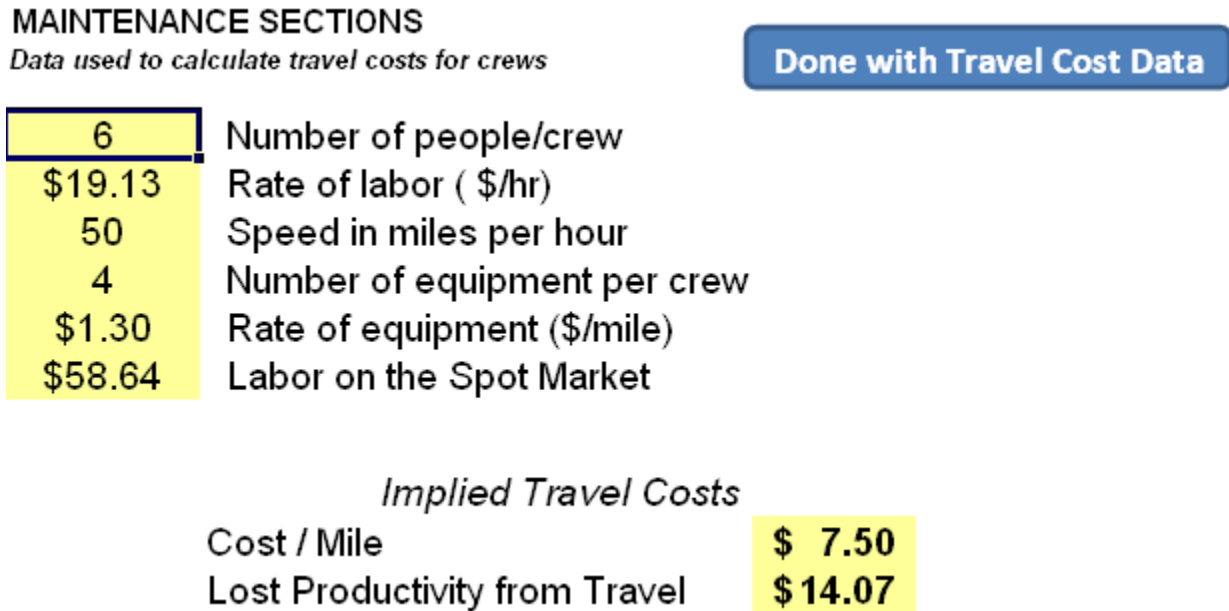 MAINTENANCE SECTIONS
Data used to calculate travel costs for crews
Done with Travel Cost Data
6 Number of people/crew
$19.13 Rate of labor ( $/hr)
50 Speed in miles per hour
4 Number of equipment per crew
$1.30 Rate of equipment ($/mile)
$58.64 Labor on the Spot Market
Implied Travel Costs
Cost / Mile $ 7.50
Lost Productivity from Travel $14.07